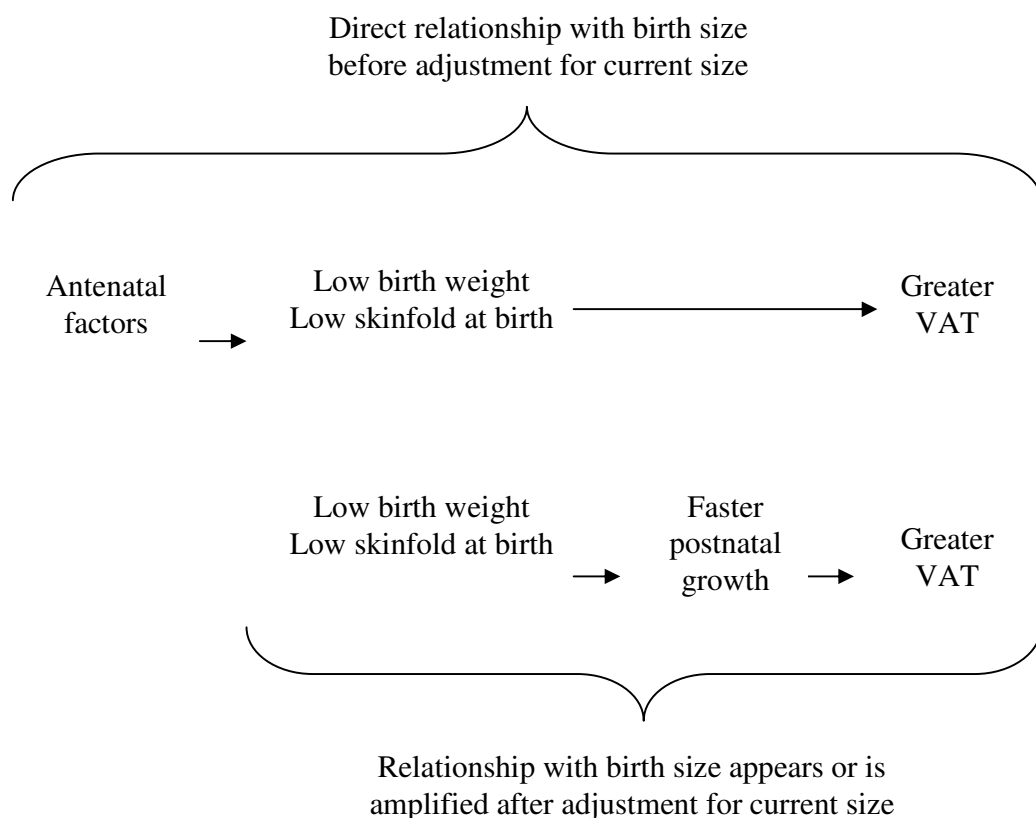 Direct relationship with birth size
before adjustment for current size
Antenatal
factors
Low birth weight
Low skinfold at birth
Greater
VAT
Low birth weight
Low skinfold at birth
Faster
postnatal
growth
Greater
VAT
Relationship with birth size appears or is
amplified after adjustment for current size